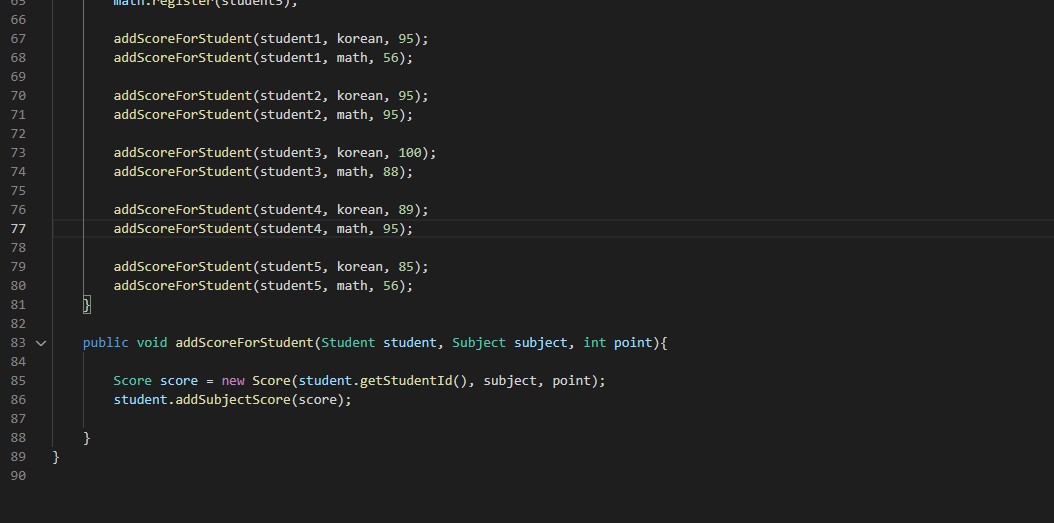 65 math.register(student5);
66
67 addScoreForStudent(student1, korean, 95);
68 addScoreForStudent(student1, math, 56);
69
70 addScoreForStudent(student2, korean, 95);
71 addScoreForStudent(student2, math, 95);
72
73 addScoreForStudent(student3, korean, 100);
74 addScoreForStudent(student3, math, 88);
75
76 addScoreForStudent(student4, korean, 89);
77 addScoreForStudent(student4, math, 95);
78
79 addScoreForStudent(student5, korean, 85);
80 addScoreForStudent(student5, math, 56);
81 }
82
83 public void addScoreForStudent(Student student, Subject subject, int point){
84
85 Score score = new Score(student.getStudentId(), subject, point);
86 student.addSubjectScore(score);
87
88 }
89 }
90